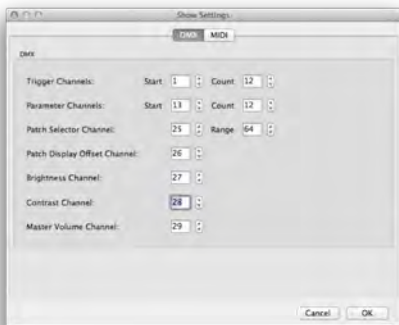 Show Settings
DMX MIDI
DMX
Trigger Channels: Start 1 Count 12
Parameter Channels: Start 13 Count 12
Patch Selector Channel: 25 Range 64
Patch Display Offset Channel: 26
Brightness Channel: 27
Contrast Channel: 28
Master Volume Channel: 29
Cancel OK